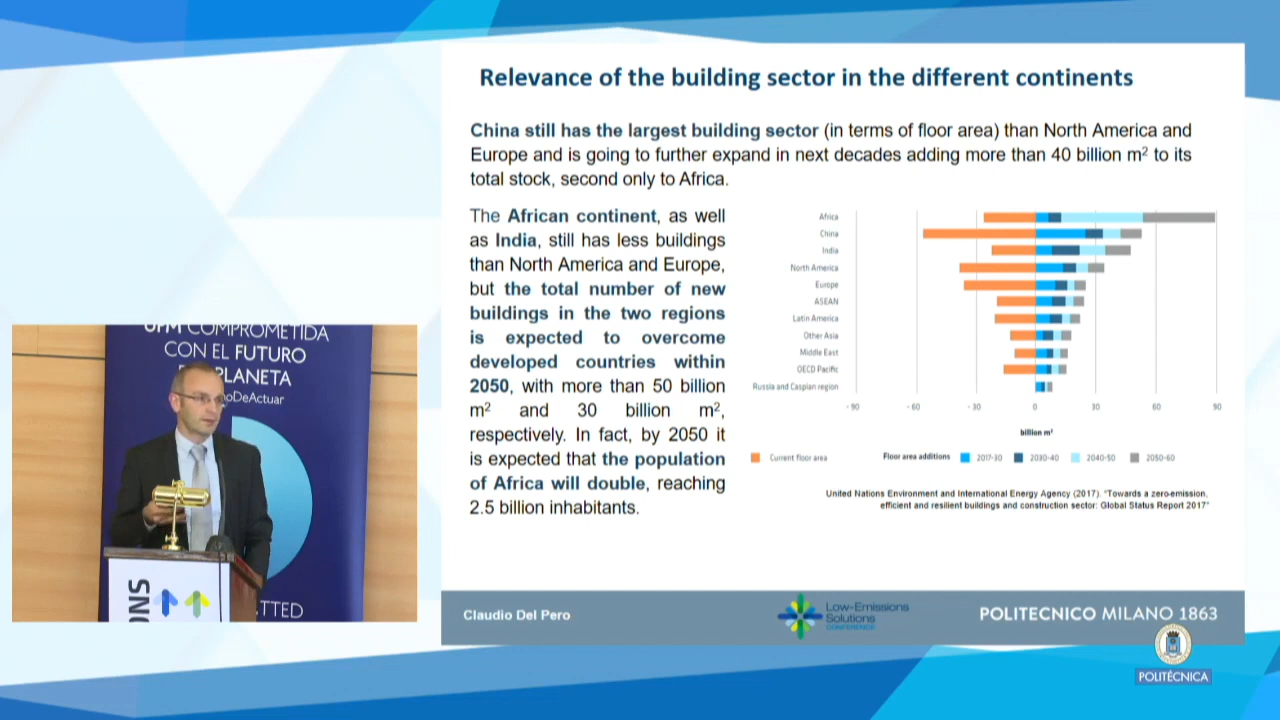 Relevance of the building sector in the different continents
China still has the largest building sector (in terms of floor area) than North America and
Europe and is going to further expand in next decades adding more than 40 billion m² to its
total stock, second only to Africa.
The African continent, as well
as India, still has less buildings
than North America and Europe,
but the total number of new
buildings in the two regions
is expected to overcome
developed countries within
2050, with more than 50 billion
m² and 30 billion m²,
respectively. In fact, by 2050 it
is expected that the population
of Africa will double, reaching
2.5 billion inhabitants.
Africa
China
India
North America
Europe
ASEAN
Latin America
Other Asia
Middle East
OECD Pacific
Russia and Caspian region
- 90
- 60
- 30
0
30
60
90
billion m²
Current floor area
Floor area additions
2017-30
2030-40
2040-50
2050-60
United Nations Environment and International Energy Agency (2017). "Towards a zero-emission,
efficient and resilient buildings and construction sector: Global Status Report 2017"
Claudio Del Pero
Low-Emissions
Solutions
CONFERENCE
POLITECNICO MILANO 1863
POLITÉCNICA
UPM COMPROMETIDA
CON EL FUTURO
PLANETA
oDeActuar
TTED
ONS